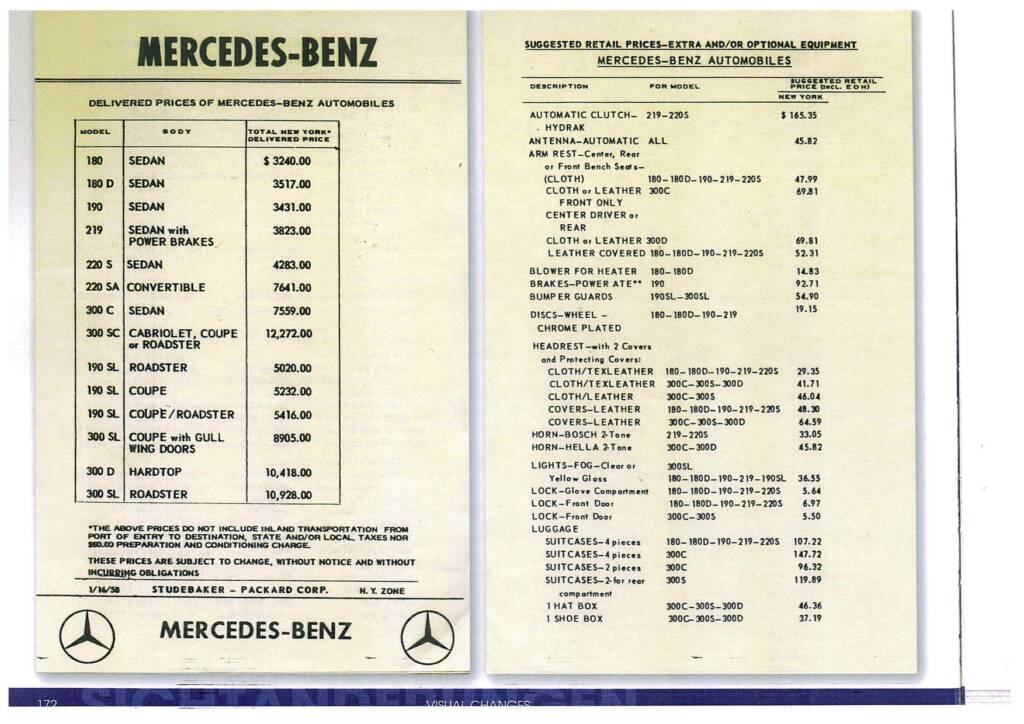 MERCEDES-BENZ
DELIVERED PRICES OF MERCEDES-BENZ AUTOMOBILES
MODEL BODY TOTAL NEW YORK* DELIVERED PRICE
180 SEDAN $ 3240.00
180 D SEDAN 3517.00
190 SEDAN 3431.00
219 SEDAN with 3823.00
POWER BRAKES
220 S SEDAN 4283.00
220 SA CONVERTIBLE 7641.00
300 C SEDAN 7559.00
300 SC CABRIOLET, COUPE 12,272.00
or ROADSTER
190 SL ROADSTER 5020.00
190 SL COUPE 5232.00
190 SL COUPE/ROADSTER 5416.00
300 SL COUPE with GULL 8905.00
WING DOORS
300 D HARDTOP 10,418.00
300 SL ROADSTER 10,928.00
*THE ABOVE PRICES DO NOT INCLUDE INLAND TRANSPORTATION FROM
PORT OF ENTRY TO DESTINATION, STATE AND/OR LOCAL TAXES NOR
$60.00 PREPARATION AND CONDITIONING CHARGE.
THESE PRICES ARE SUBJECT TO CHANGE, WITHOUT NOTICE AND WITHOUT
INCURRING OBLIGATIONS
1/16/58 STUDEBAKER - PACKARD CORP. N.Y. ZONE
MERCEDES-BENZ
SUGGESTED RETAIL PRICES-EXTRA AND/OR OPTIONAL EQUIPMENT
MERCEDES-BENZ AUTOMOBILES
DESCRIPTION FOR MODEL SUGGESTED RETAIL
PRICE (INCL. EOH)
NEW YORK
AUTOMATIC CLUTCH- 219-220S $ 165.35
. HYDRAK
ANTENNA-AUTOMATIC ALL 45.82
ARM REST-Center, Rear
or Front Bench Seats-
(CLOTH) 180-180D-190-219-220S 47.99
CLOTH or LEATHER 300C 69.81
FRONT ONLY
CENTER DRIVER or
REAR
CLOTH or LEATHER 300D 69.81
LEATHER COVERED 180-180D-190-219-220S 52.31
BLOWER FOR HEATER 180-180D 14.83
BRAKES-POWER ATE** 190 92.71
BUMPER GUARDS 190SL-300SL 54.90
DISCS-WHEEL - 180-180D-190-219 19.15
CHROME PLATED
HEADREST-with 2 Covers
and Protecting Covers:
CLOTH/TEXLEATHER 180-180D-190-219-220S 29.35
CLOTH/TEXLEATHER 300C-300S-300D 41.71
CLOTH/LEATHER 300C-300S 46.04
COVERS-LEATHER 180-180D-190-219-220S 48.30
COVERS-LEATHER 300C-300S-300D 64.59
HORN-BOSCH 2-Tone 219-220S 33.05
HORN-HELLA 2-Tone 300C-300D 45.82
LIGHTS-FOG-Clear or 300SL
Yellow Glass 180-180D-190-219-190SL 36.55
LOCK-Glove Compartment 180-180D-190-219-220S 5.64
LOCK-Front Door 180-180D-190-219-220S 6.97
LOCK-Front Door 300C-300S 5.50
LUGGAGE
SUITCASES-4 pieces 180-180D-190-219-220S 107.22
SUITCASES-4 pieces 300C 147.72
SUITCASES-2 pieces 300C 96.32
SUITCASES-2-for rear 300S 119.89
compartment
1 HAT BOX 300C-300S-300D 46.36
1 SHOE BOX 300C-300S-300D 37.19
172 VISUAL CHANGES